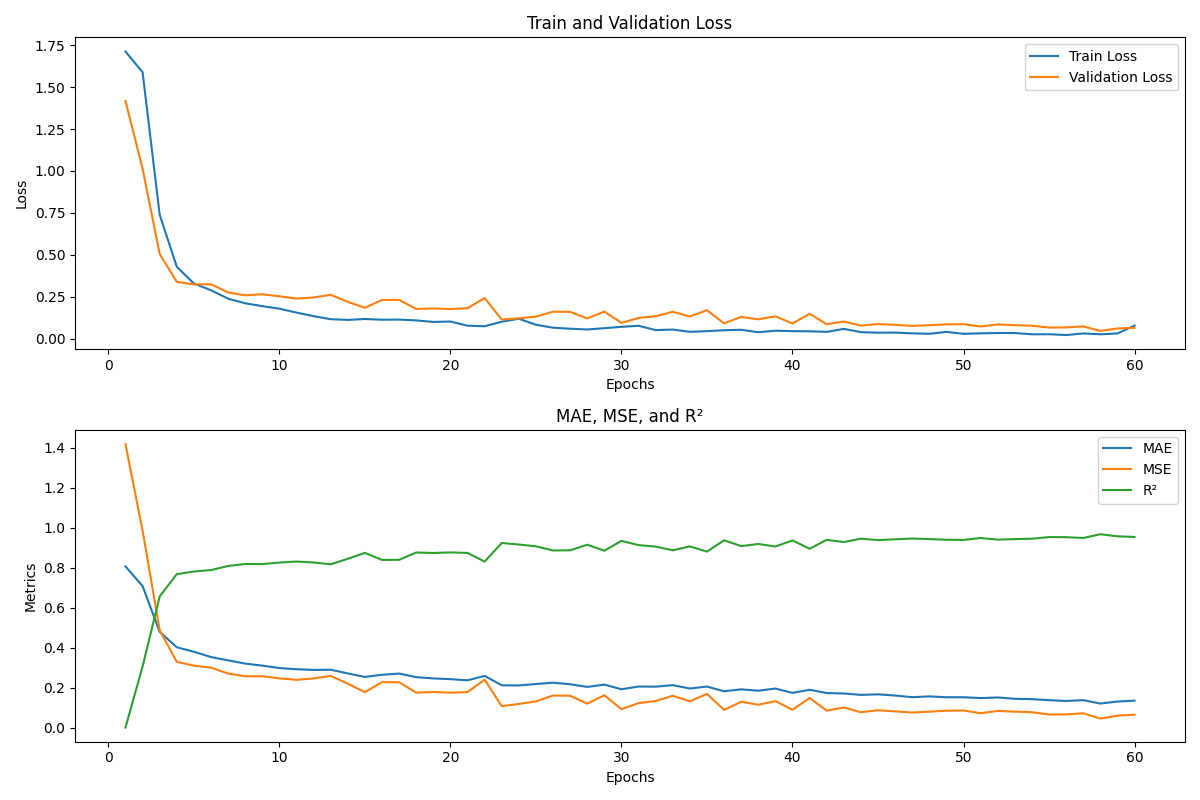 Train and Validation Loss
Loss
1.75
1.50
1.25
1.00
0.75
0.50
0.25
0.00
Train Loss
Validation Loss
0 10 20 30 40 50 60
Epochs
MAE, MSE, and R²
Metrics
1.4
1.2
1.0
0.8
0.6
0.4
0.2
0.0
MAE
MSE
R²
0 10 20 30 40 50 60
Epochs